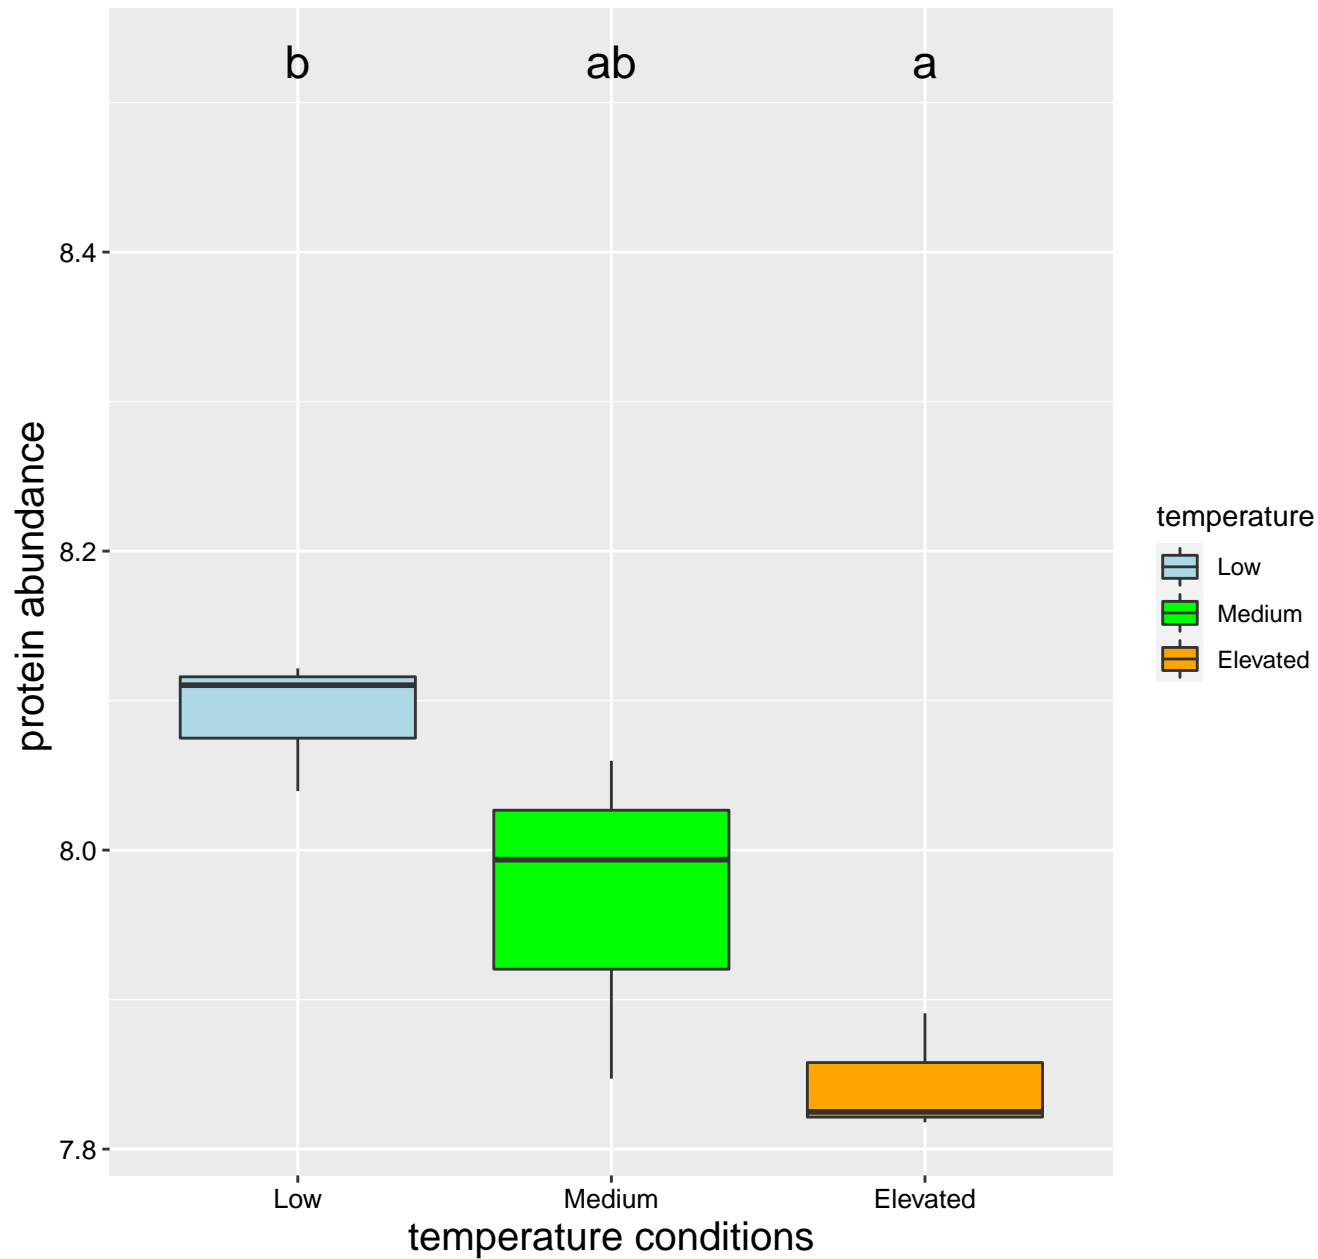 b ab a
8.4
8.2
8.0
7.8
protein abundance
Low Medium Elevated
temperature conditions
temperature
Low
Medium
Elevated